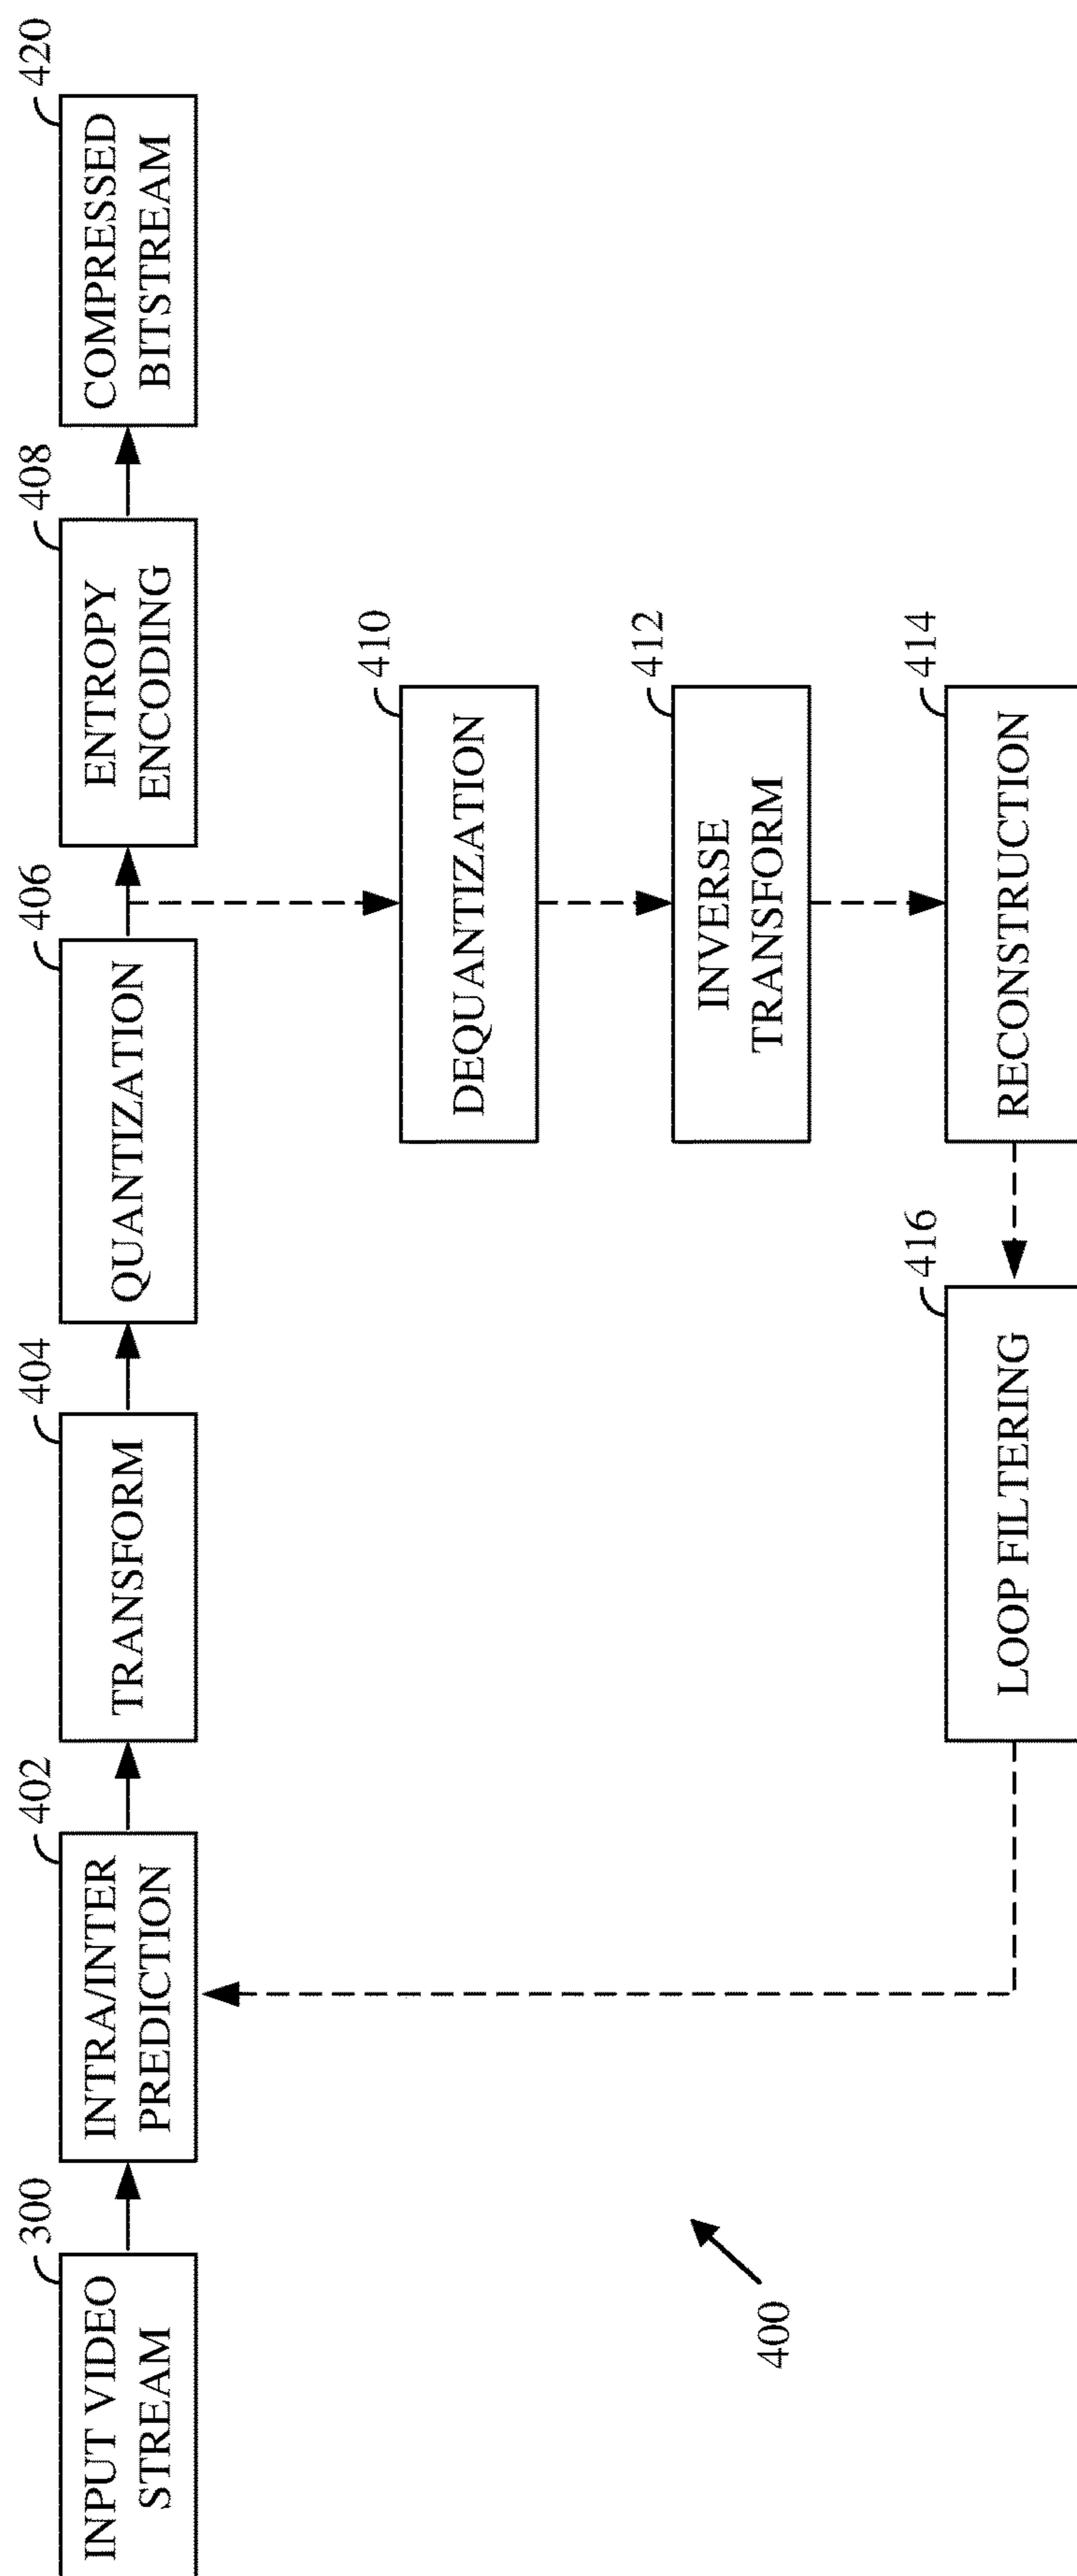 300
INPUT VIDEO
STREAM
402
INTRA/INTER
PREDICTION
404
TRANSFORM
406
QUANTIZATION
408
ENTROPY
ENCODING
420
COMPRESSED
BITSTREAM
410
DEQUANTIZATION
412
INVERSE
TRANSFORM
416
LOOP FILTERING
414
RECONSTRUCTION
400